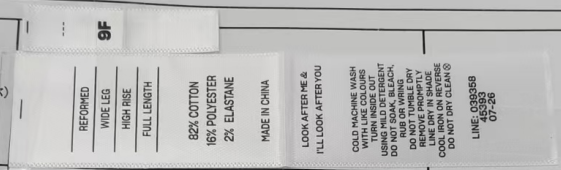 9F
REFORMED
WIDE LEG
HIGH RISE
FULL LENGTH
82% COTTON
16% POLYESTER
2% ELASTANE
MADE IN CHINA
LOOK AFTER ME &
I'LL LOOK AFTER YOU
COLD MACHINE WASH
WITH LIKE COLOURS
TURN INSIDE OUT
USING MILD DETERGENT
DO NOT SOAK, BLEACH,
RUB OR WRING
DO NOT TUMBLE DRY
REMOVE PROMPTLY
LINE DRY IN SHADE
COOL IRON ON REVERSE
DO NOT DRY CLEAN ⓧ
LINE: 039358
45393
07-26